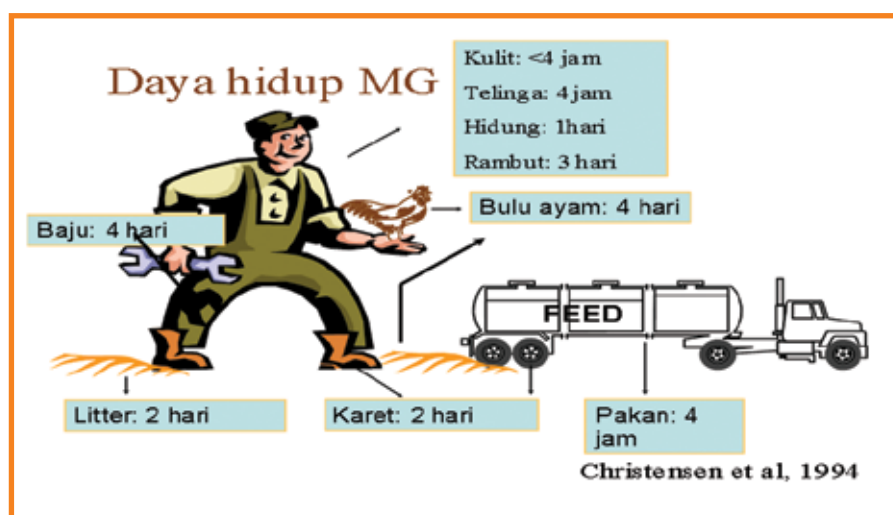 Daya hidup MG
Kulit: <4 jam
Telinga: 4 jam
Hidung: 1hari
Rambut: 3 hari
Baju: 4 hari
Bulu ayam: 4 hari
FEED
Litter: 2 hari
Karet: 2 hari
Pakan: 4
jam
Christensen et al, 1994